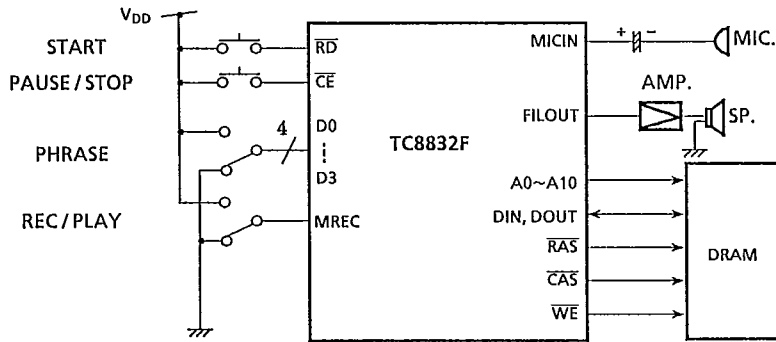 VDD
START
PAUSE / STOP
PHRASE
REC / PLAY
4
RD
CE
D0
D3
MREC
TC8832F
MICIN
FILOUT
A0~A10
DIN, DOUT
RAS
CAS
WE
+ −
MIC.
AMP.
SP.
DRAM